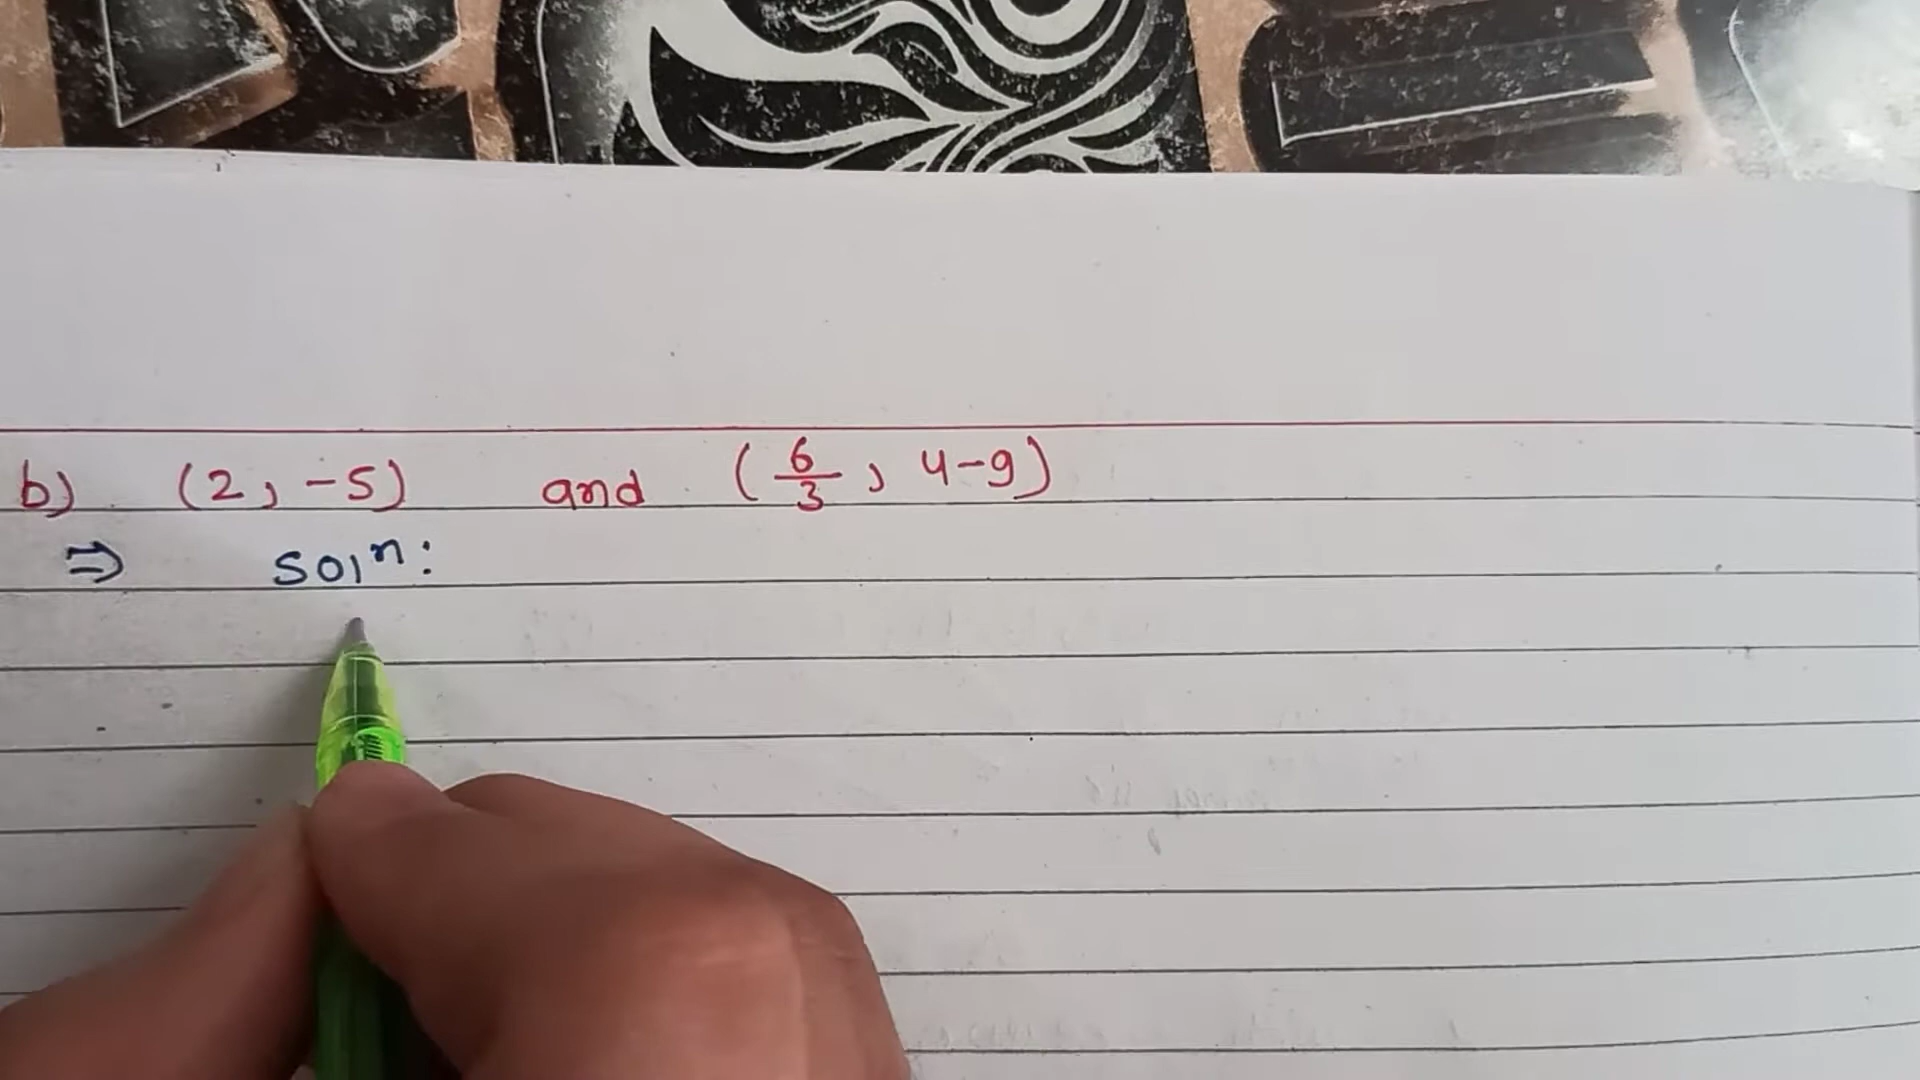 b) (2, -5) and (6/3, 4-9)
⇒ Solⁿ: